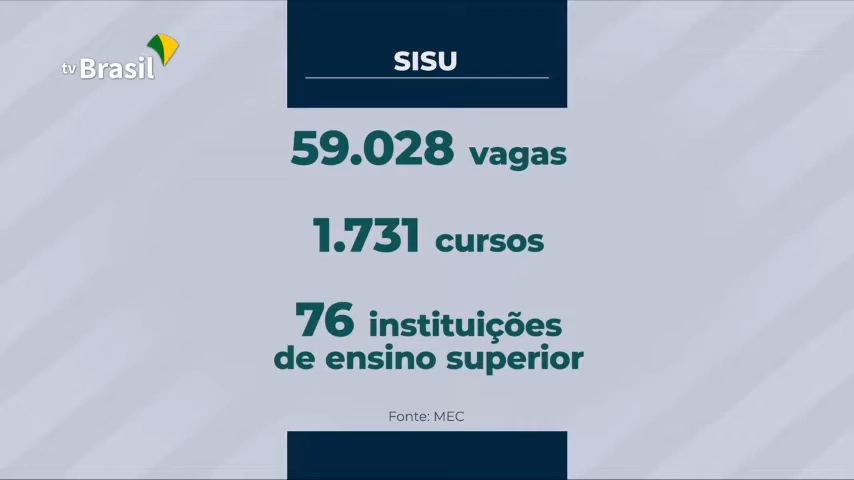 tv Brasil
SISU
59.028 vagas
1.731 cursos
76 instituições
de ensino superior
Fonte: MEC